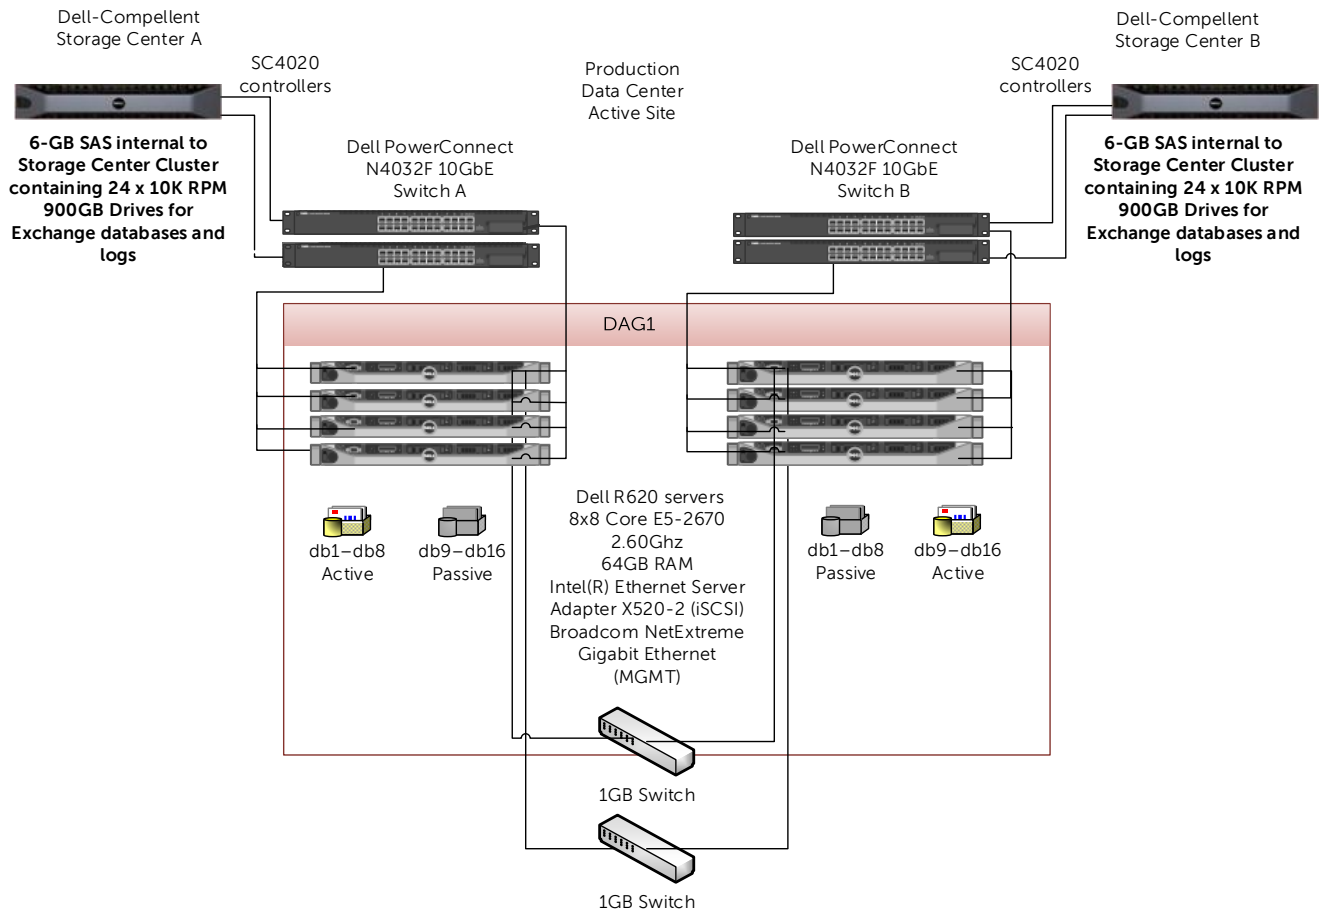 Dell-Compellent
Storage Center A
SC4020
controllers
6-GB SAS internal to
Storage Center Cluster
containing 24 x 10K RPM
900GB Drives for
Exchange databases and
logs
Production
Data Center
Active Site
Dell-Compellent
Storage Center B
SC4020
controllers
6-GB SAS internal to
Storage Center Cluster
containing 24 x 10K RPM
900GB Drives for
Exchange databases and
logs
Dell PowerConnect
N4032F 10GbE
Switch A
Dell PowerConnect
N4032F 10GbE
Switch B
DAG1
db1–db8
Active
db9–db16
Passive
Dell R620 servers
8x8 Core E5-2670
2.60Ghz
64GB RAM
Intel(R) Ethernet Server
Adapter X520-2 (iSCSI)
Broadcom NetExtreme
Gigabit Ethernet
(MGMT)
db1–db8
Passive
db9–db16
Active
1GB Switch
1GB Switch